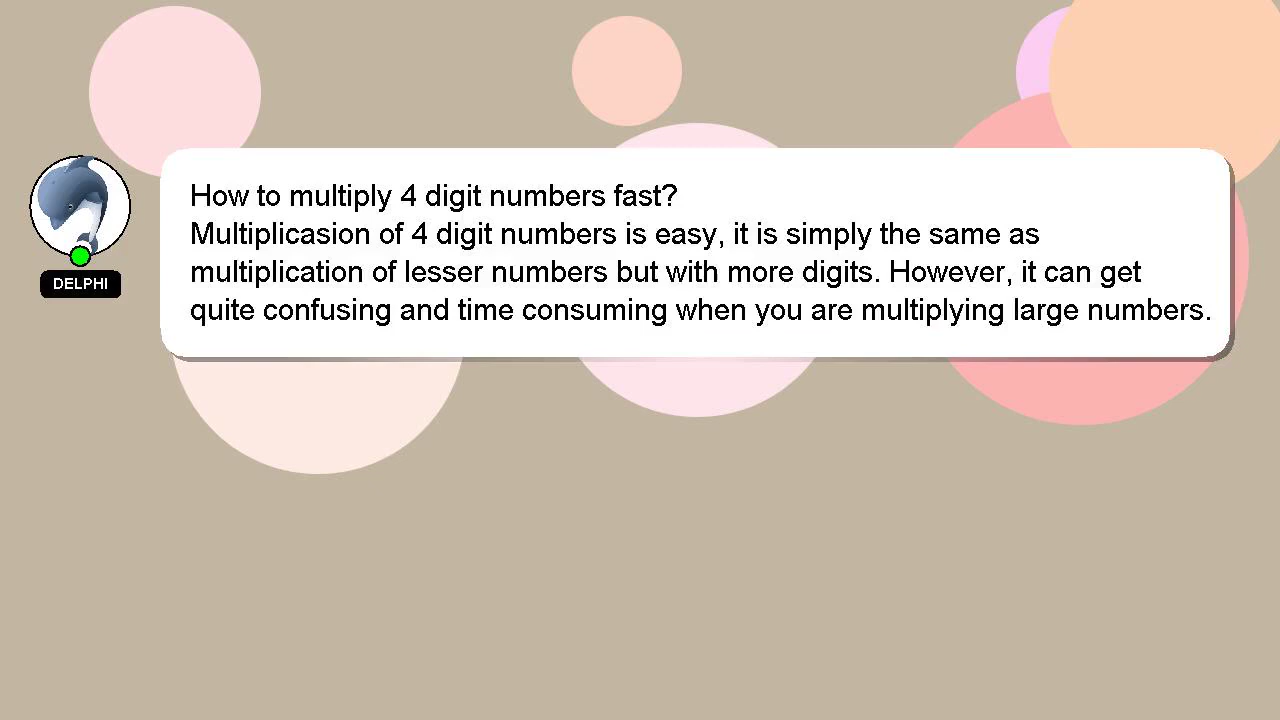 How to multiply 4 digit numbers fast?
Multiplicasion of 4 digit numbers is easy, it is simply the same as
multiplication of lesser numbers but with more digits. However, it can get
quite confusing and time consuming when you are multiplying large numbers.
DELPHI